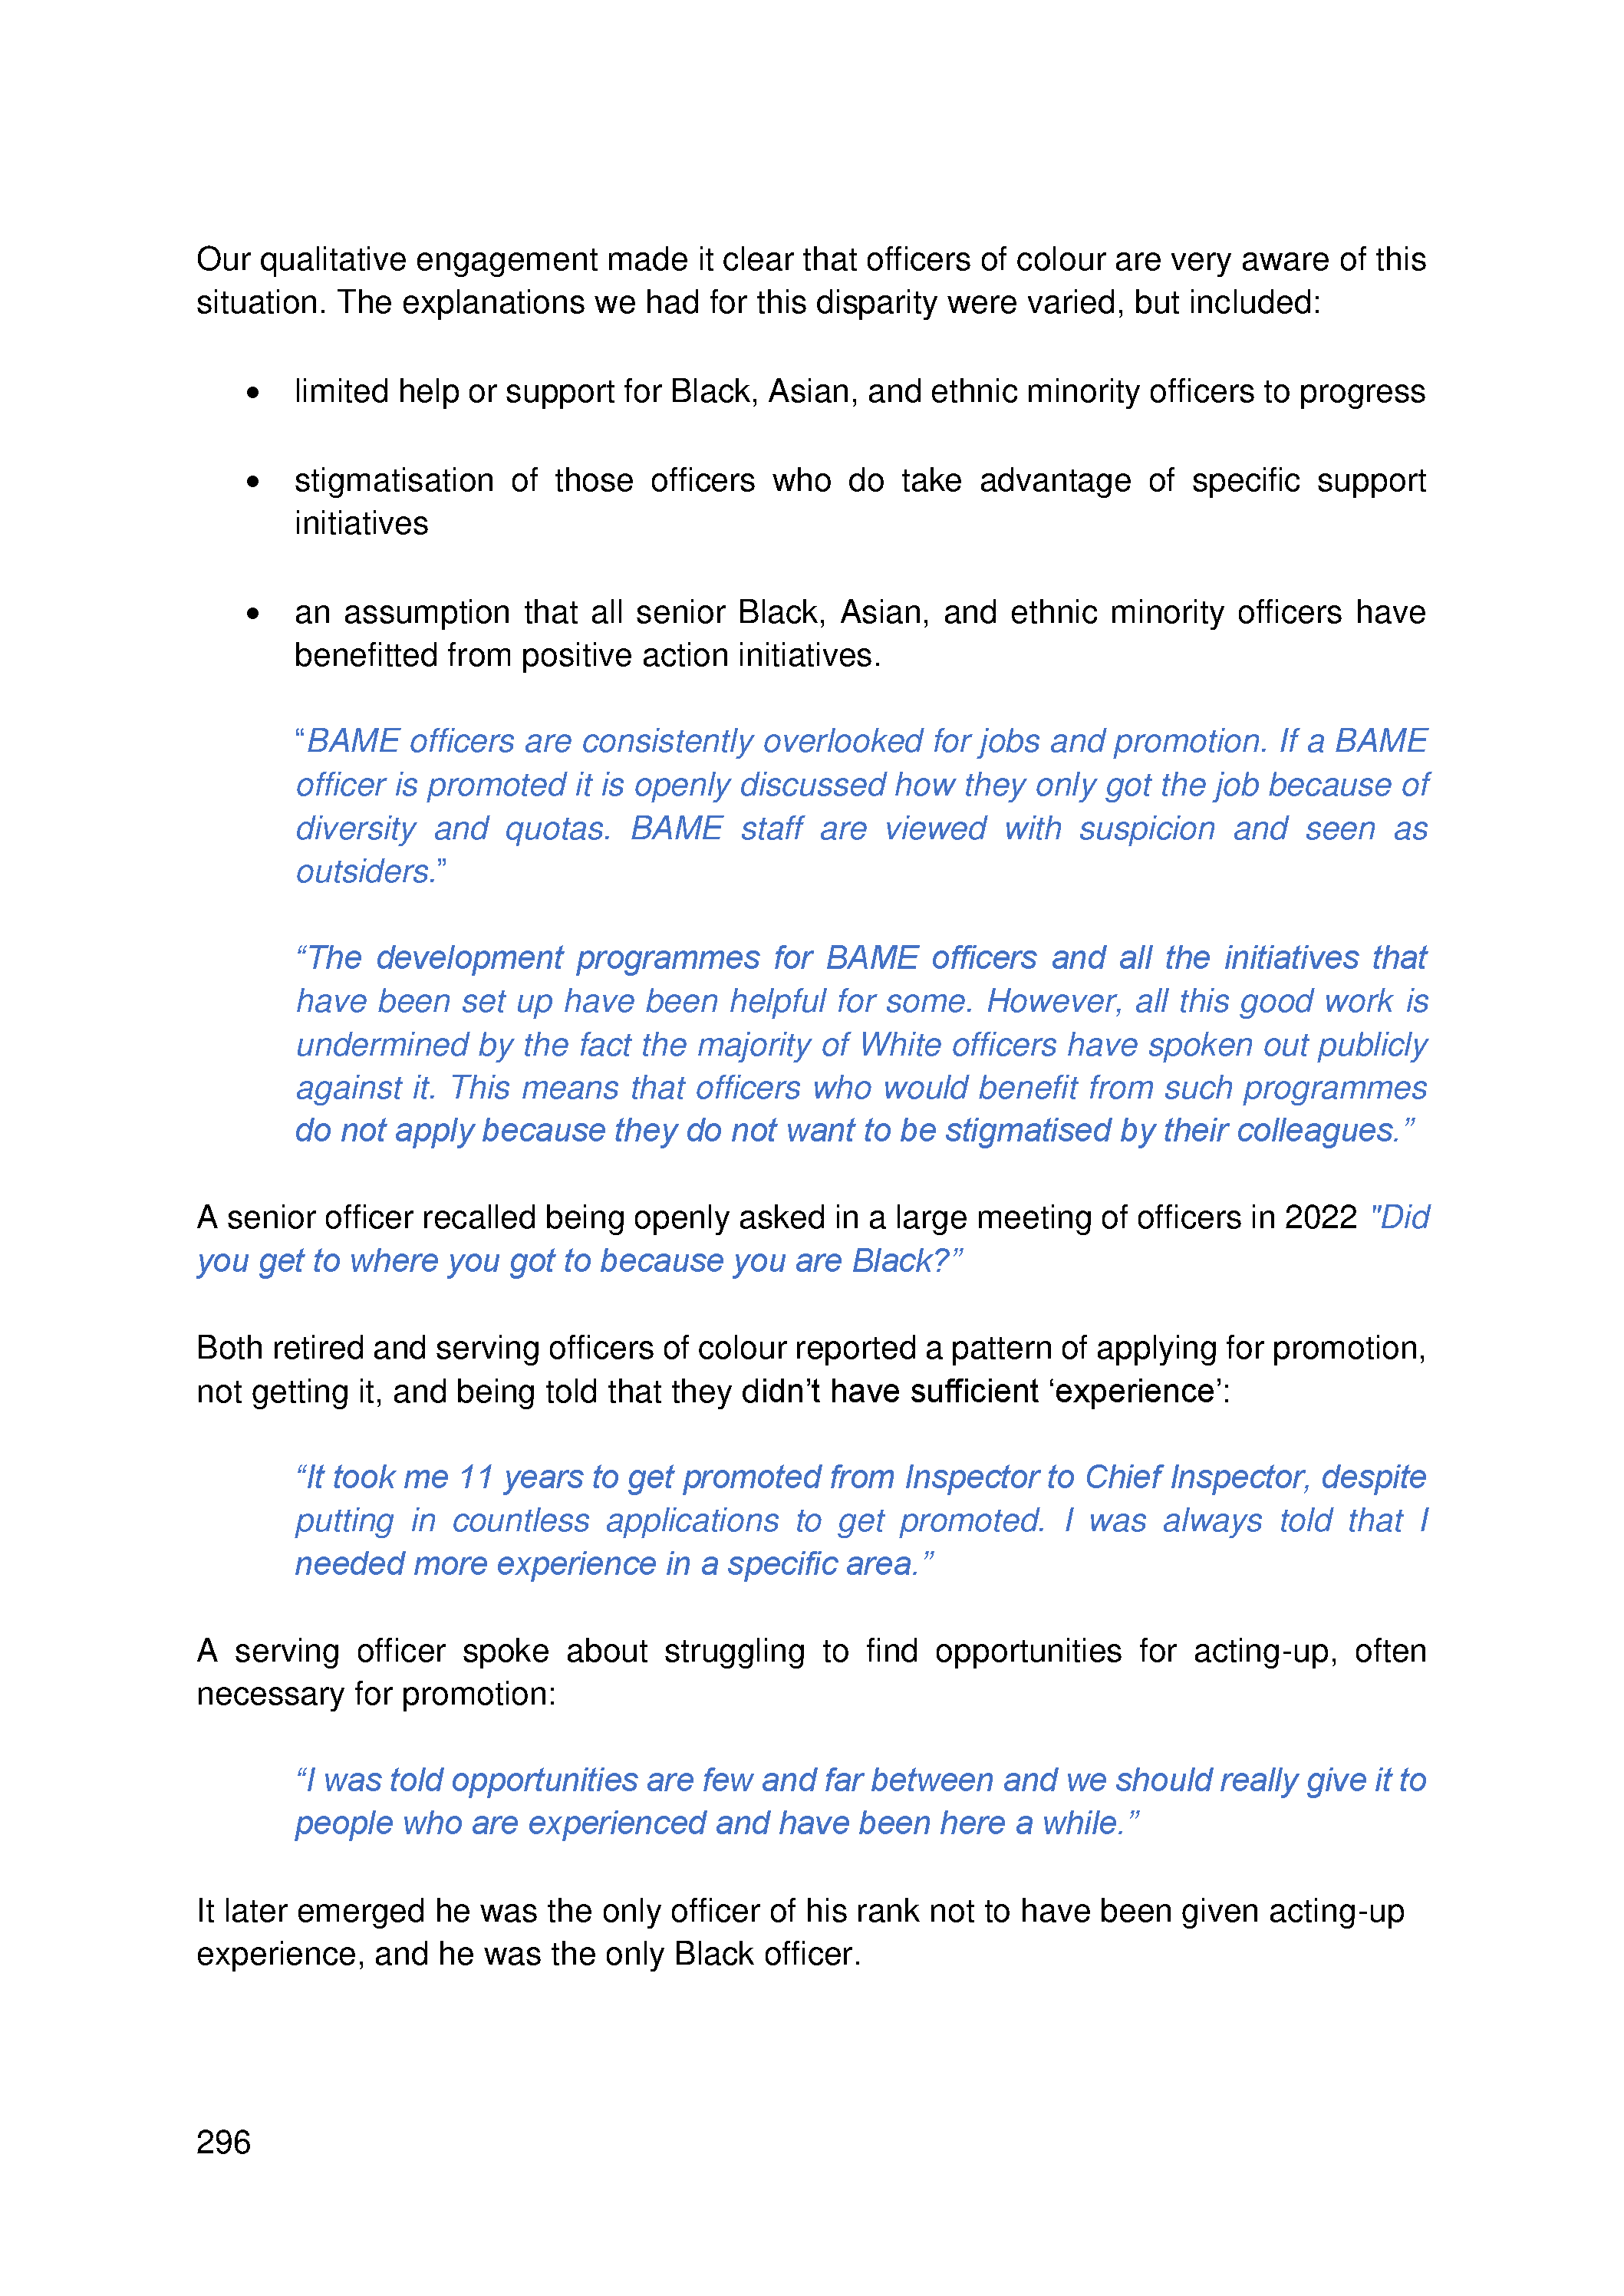 Our qualitative engagement made it clear that officers of colour are very aware of this
situation. The explanations we had for this disparity were varied, but included:
• limited help or support for Black, Asian, and ethnic minority officers to progress
• stigmatisation of those officers who do take advantage of specific support
initiatives
• an assumption that all senior Black, Asian, and ethnic minority officers have
benefitted from positive action initiatives.
“BAME officers are consistently overlooked for jobs and promotion. If a BAME
officer is promoted it is openly discussed how they only got the job because of
diversity and quotas. BAME staff are viewed with suspicion and seen as
outsiders.”
“The development programmes for BAME officers and all the initiatives that
have been set up have been helpful for some. However, all this good work is
undermined by the fact the majority of White officers have spoken out publicly
against it. This means that officers who would benefit from such programmes
do not apply because they do not want to be stigmatised by their colleagues.”
A senior officer recalled being openly asked in a large meeting of officers in 2022 "Did
you get to where you got to because you are Black?”
Both retired and serving officers of colour reported a pattern of applying for promotion,
not getting it, and being told that they didn’t have sufficient ‘experience’:
“It took me 11 years to get promoted from Inspector to Chief Inspector, despite
putting in countless applications to get promoted. I was always told that I
needed more experience in a specific area.”
A serving officer spoke about struggling to find opportunities for acting-up, often
necessary for promotion:
“I was told opportunities are few and far between and we should really give it to
people who are experienced and have been here a while.”
It later emerged he was the only officer of his rank not to have been given acting-up
experience, and he was the only Black officer.
296